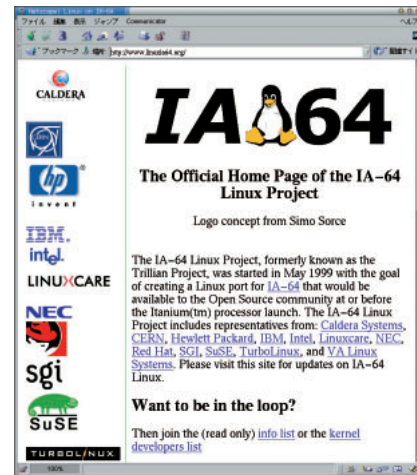 Netscape: Linux on IA-64
ファイル 編集 表示 ジャンプ Communicator
ヘルプ
ブックマーク
http://www.linuxia64.org/
CALDERA
CERN
hp
invent
IBM.
intel.
LINUXCARE
NEC
sgi
SuSE
TURBOLINUX
IA 64
The Official Home Page of the IA-64
Linux Project
Logo concept from Simo Sorce
The IA-64 Linux Project, formerly known as the
Trillian Project, was started in May 1999 with the goal
of creating a Linux port for IA-64 that would be
available to the Open Source community at or before
the Itanium(tm) processor launch. The IA-64 Linux
Project includes representatives from: Caldera Systems,
CERN, Hewlett Packard, IBM, Intel, Linuxcare, NEC,
Red Hat, SGI, SuSE, TurboLinux, and VA Linux
Systems. Please visit this site for updates on IA-64
Linux.
Want to be in the loop?
Then join the (read only) info list or the kernel
developers list
100%